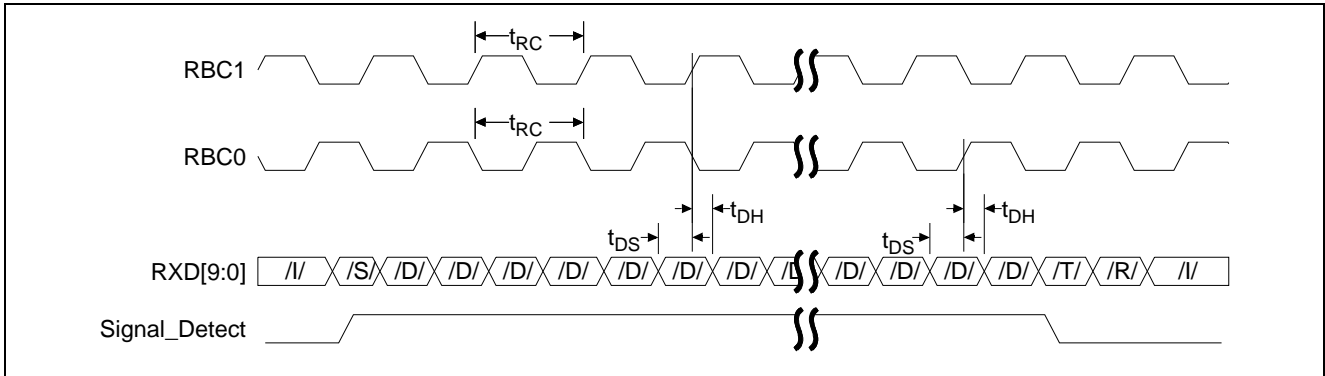 tRC
RBC1
tRC
RBC0
tDH
tDH
tDS
tDS
RXD[9:0] /I/ /S/ /D/ /D/ /D/ /D/ /D/ /D/ /D/ /D/ /D/ /D/ /D/ /T/ /R/ /I/
Signal_Detect